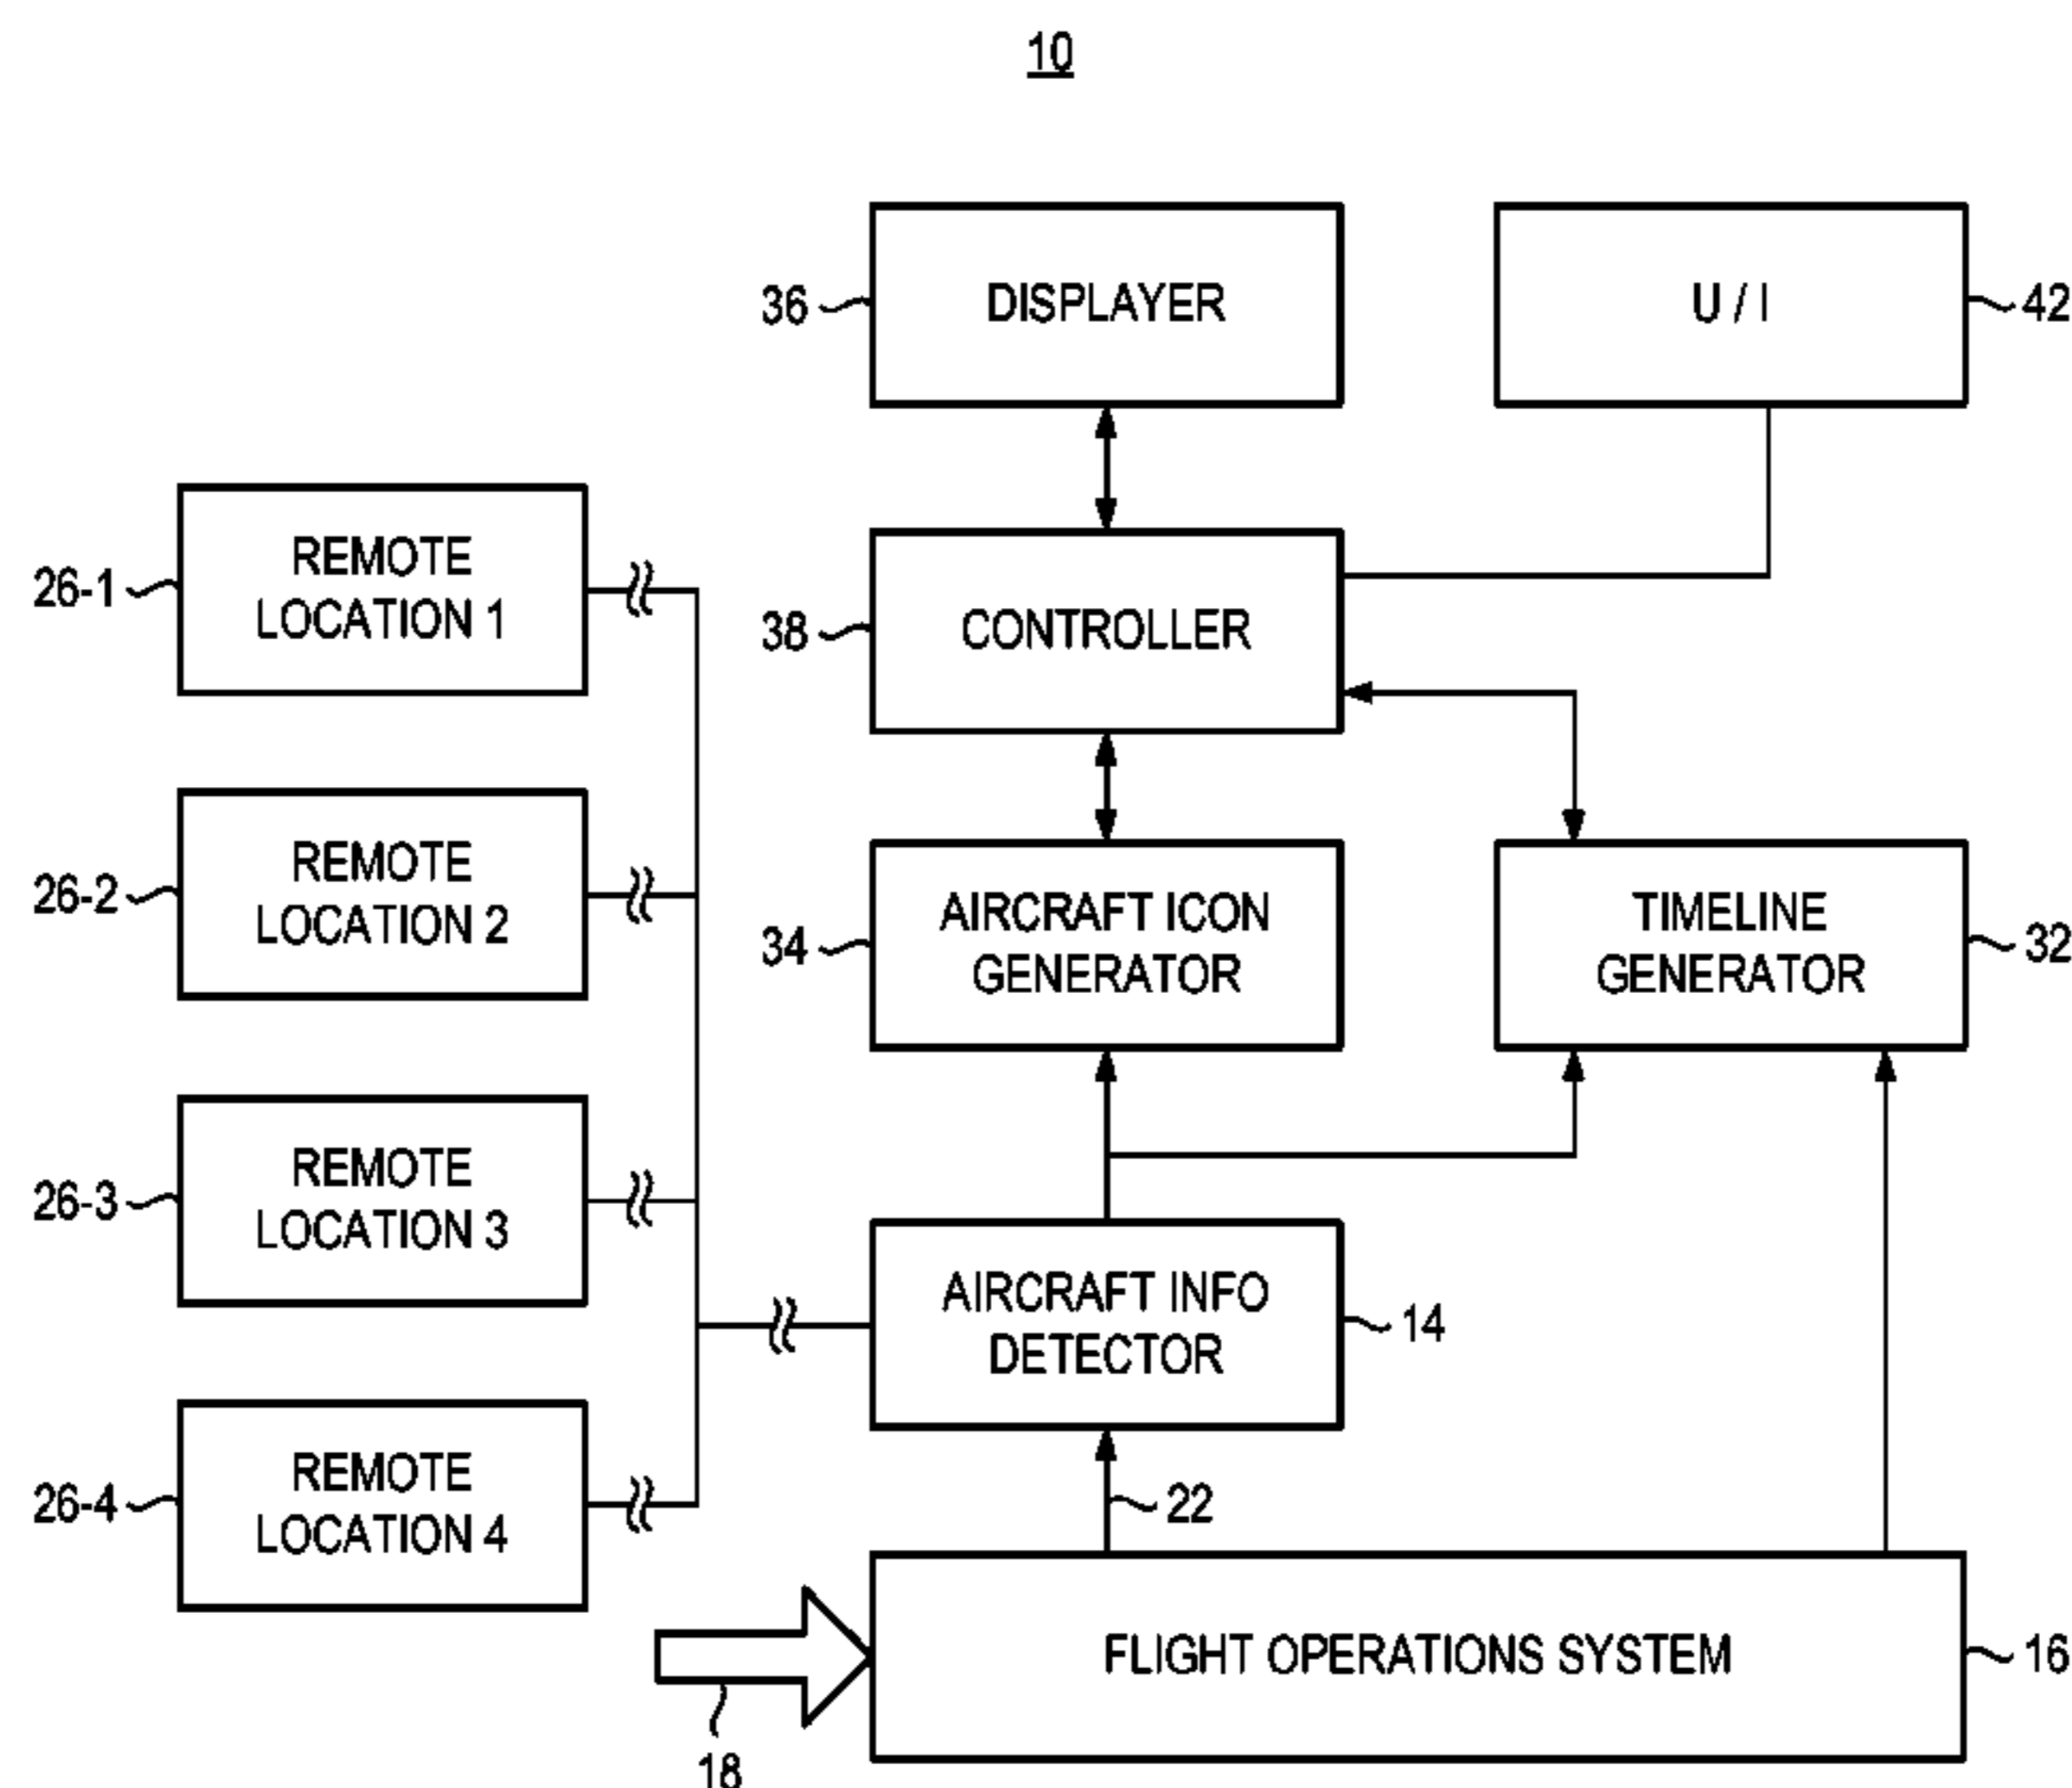 10
DISPLAYER
36
U / I
42
REMOTE
LOCATION 1
26-1
CONTROLLER
38
REMOTE
LOCATION 2
26-2
AIRCRAFT ICON
GENERATOR
34
TIMELINE
GENERATOR
32
REMOTE
LOCATION 3
26-3
AIRCRAFT INFO
DETECTOR
14
REMOTE
LOCATION 4
26-4
22
FLIGHT OPERATIONS SYSTEM
16
18